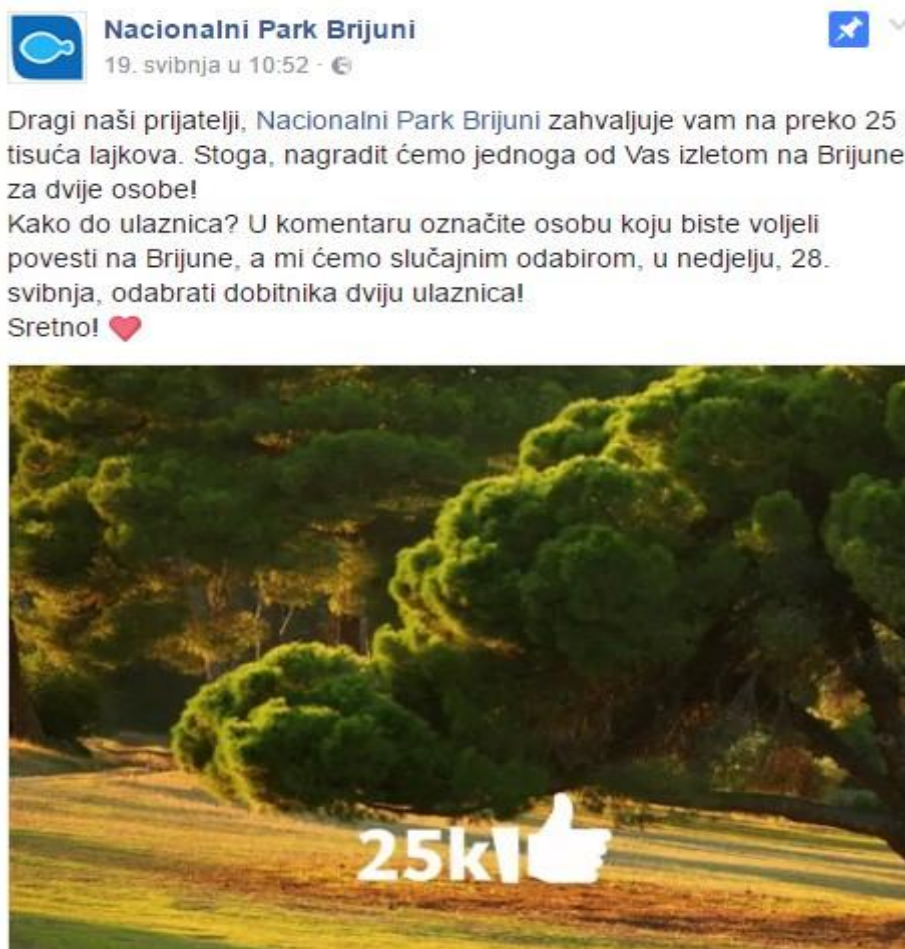 Nacionalni Park Brijuni
19. svibnja u 10:52 ·
Dragi naši prijatelji, Nacionalni Park Brijuni zahvaljuje vam na preko 25
tisuća lajkova. Stoga, nagradit ćemo jednoga od Vas izletom na Brijune
za dvije osobe!
Kako do ulaznica? U komentaru označite osobu koju biste voljeli
povesti na Brijune, a mi ćemo slučajnim odabirom, u nedjelju, 28.
svibnja, odabrati dobitnika dviju ulaznica!
Sretno! ❤
25k